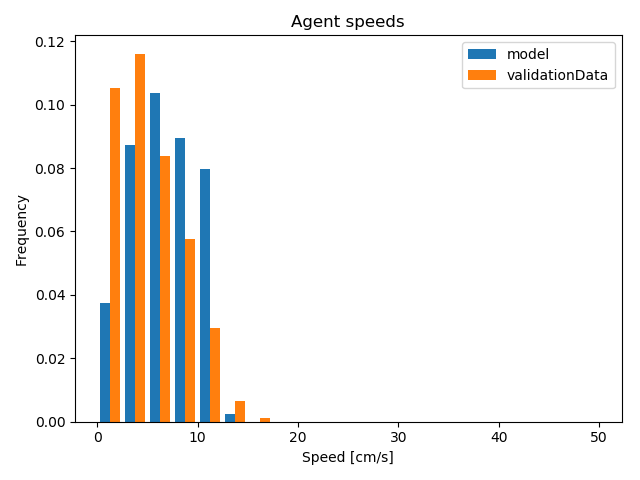 Agent speeds
model
validationData
0.12
0.10
0.08
0.06
0.04
0.02
0.00
Frequency
0 10 20 30 40 50
Speed [cm/s]